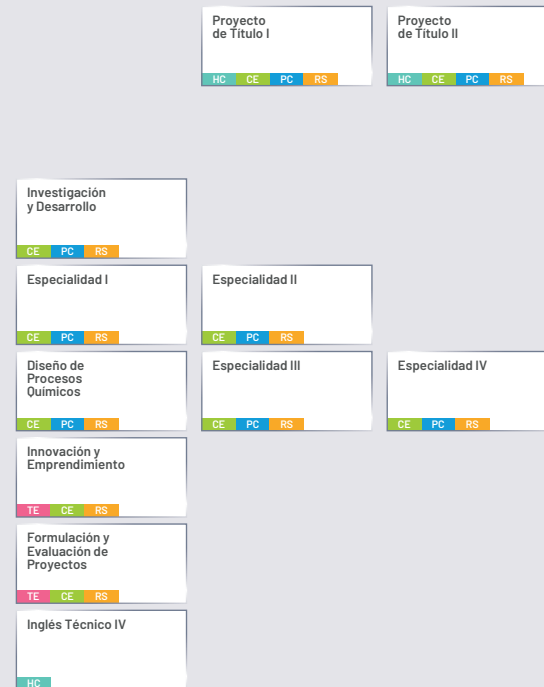 Proyecto
de Título I
HC CE PC RS
Proyecto
de Título II
HC CE PC RS
Investigación
y Desarrollo
CE PC RS
Especialidad I
CE PC RS
Especialidad II
CE PC RS
Diseño de
Procesos
Químicos
CE PC RS
Especialidad III
CE PC RS
Especialidad IV
CE PC RS
Innovación y
Emprendimiento
TE CE RS
Formulación y
Evaluación de
Proyectos
TE CE RS
Inglés Técnico IV
HC